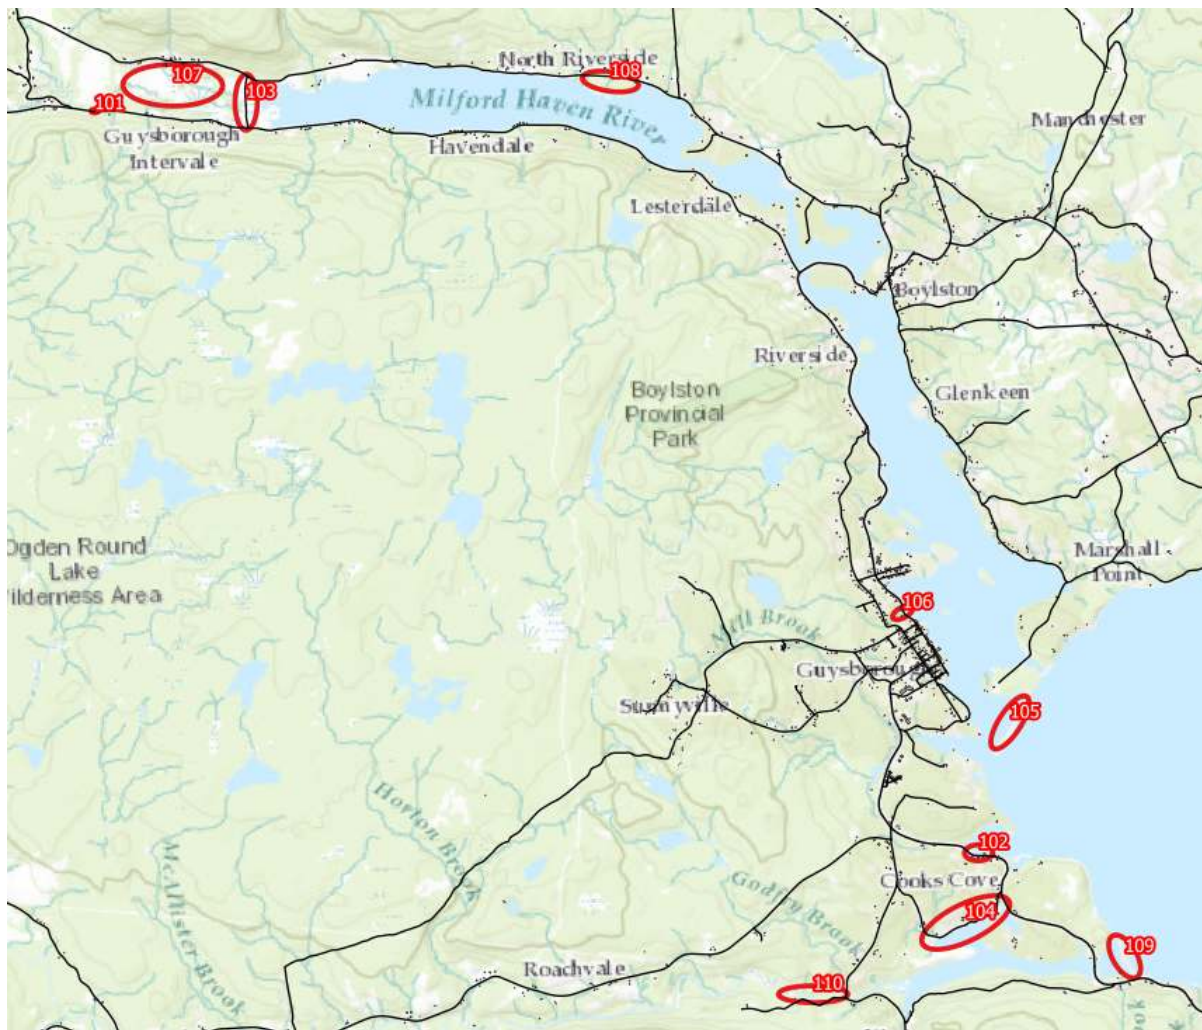 North Riverside
107
108
103
101
Milford Haven River
Manchester
Guysborough
Intervale
Havendale
Lesterdale
Boylston
Riverside
Boylston
Provincial
Park
Glenkeen
Ogden Round
Lake
Wilderness Area
Marshall
Point
106
Mill Brook
Guysborough
Sunnyville
105
Horton Brook
102
McAllister Brook
Godfry Brook
Cooks Cove
104
109
Roachvale
110